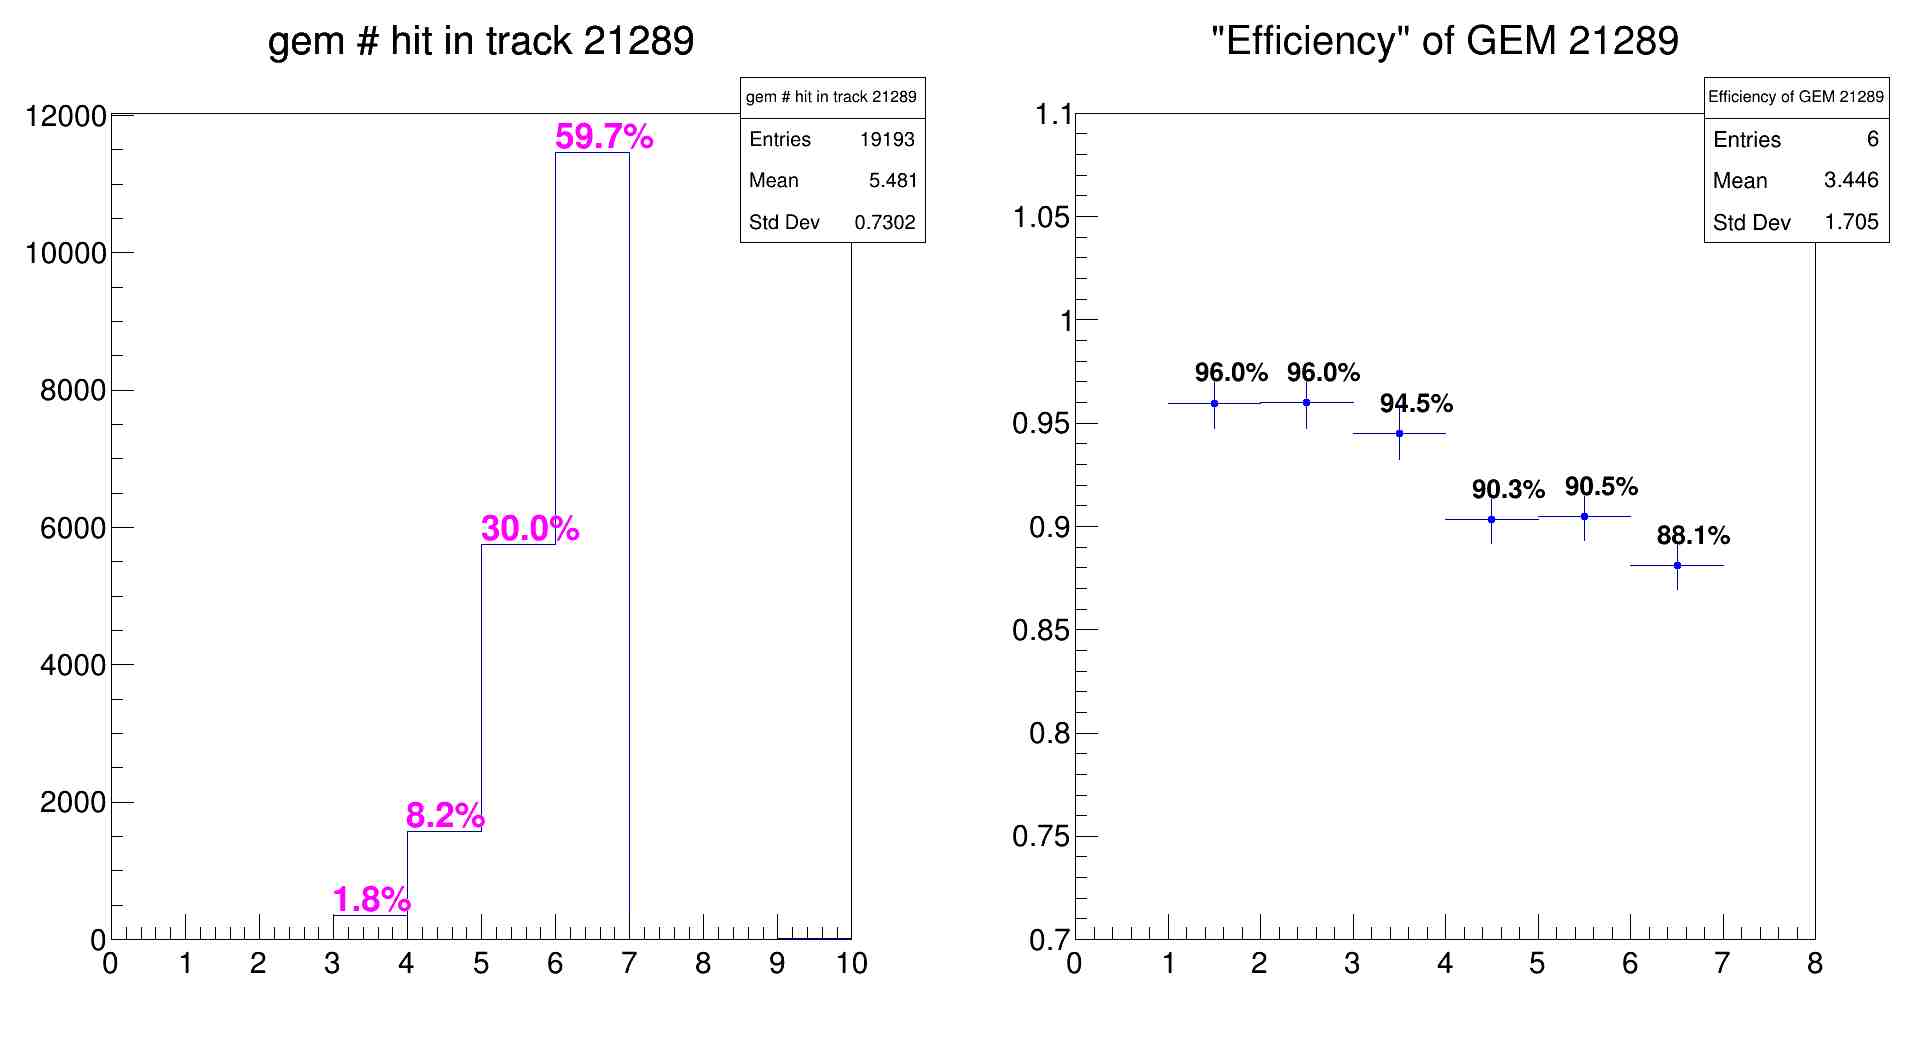 gem # hit in track 21289
gem # hit in track 21289
Entries 19193
Mean 5.481
Std Dev 0.7302
12000
10000
8000
6000
4000
2000
0
59.7%
30.0%
8.2%
1.8%
0 1 2 3 4 5 6 7 8 9 10
"Efficiency" of GEM 21289
Efficiency of GEM 21289
Entries 6
Mean 3.446
Std Dev 1.705
1.1
1.05
1
0.95
0.9
0.85
0.8
0.75
0.7
96.0% 96.0%
94.5%
90.3% 90.5%
88.1%
0 1 2 3 4 5 6 7 8